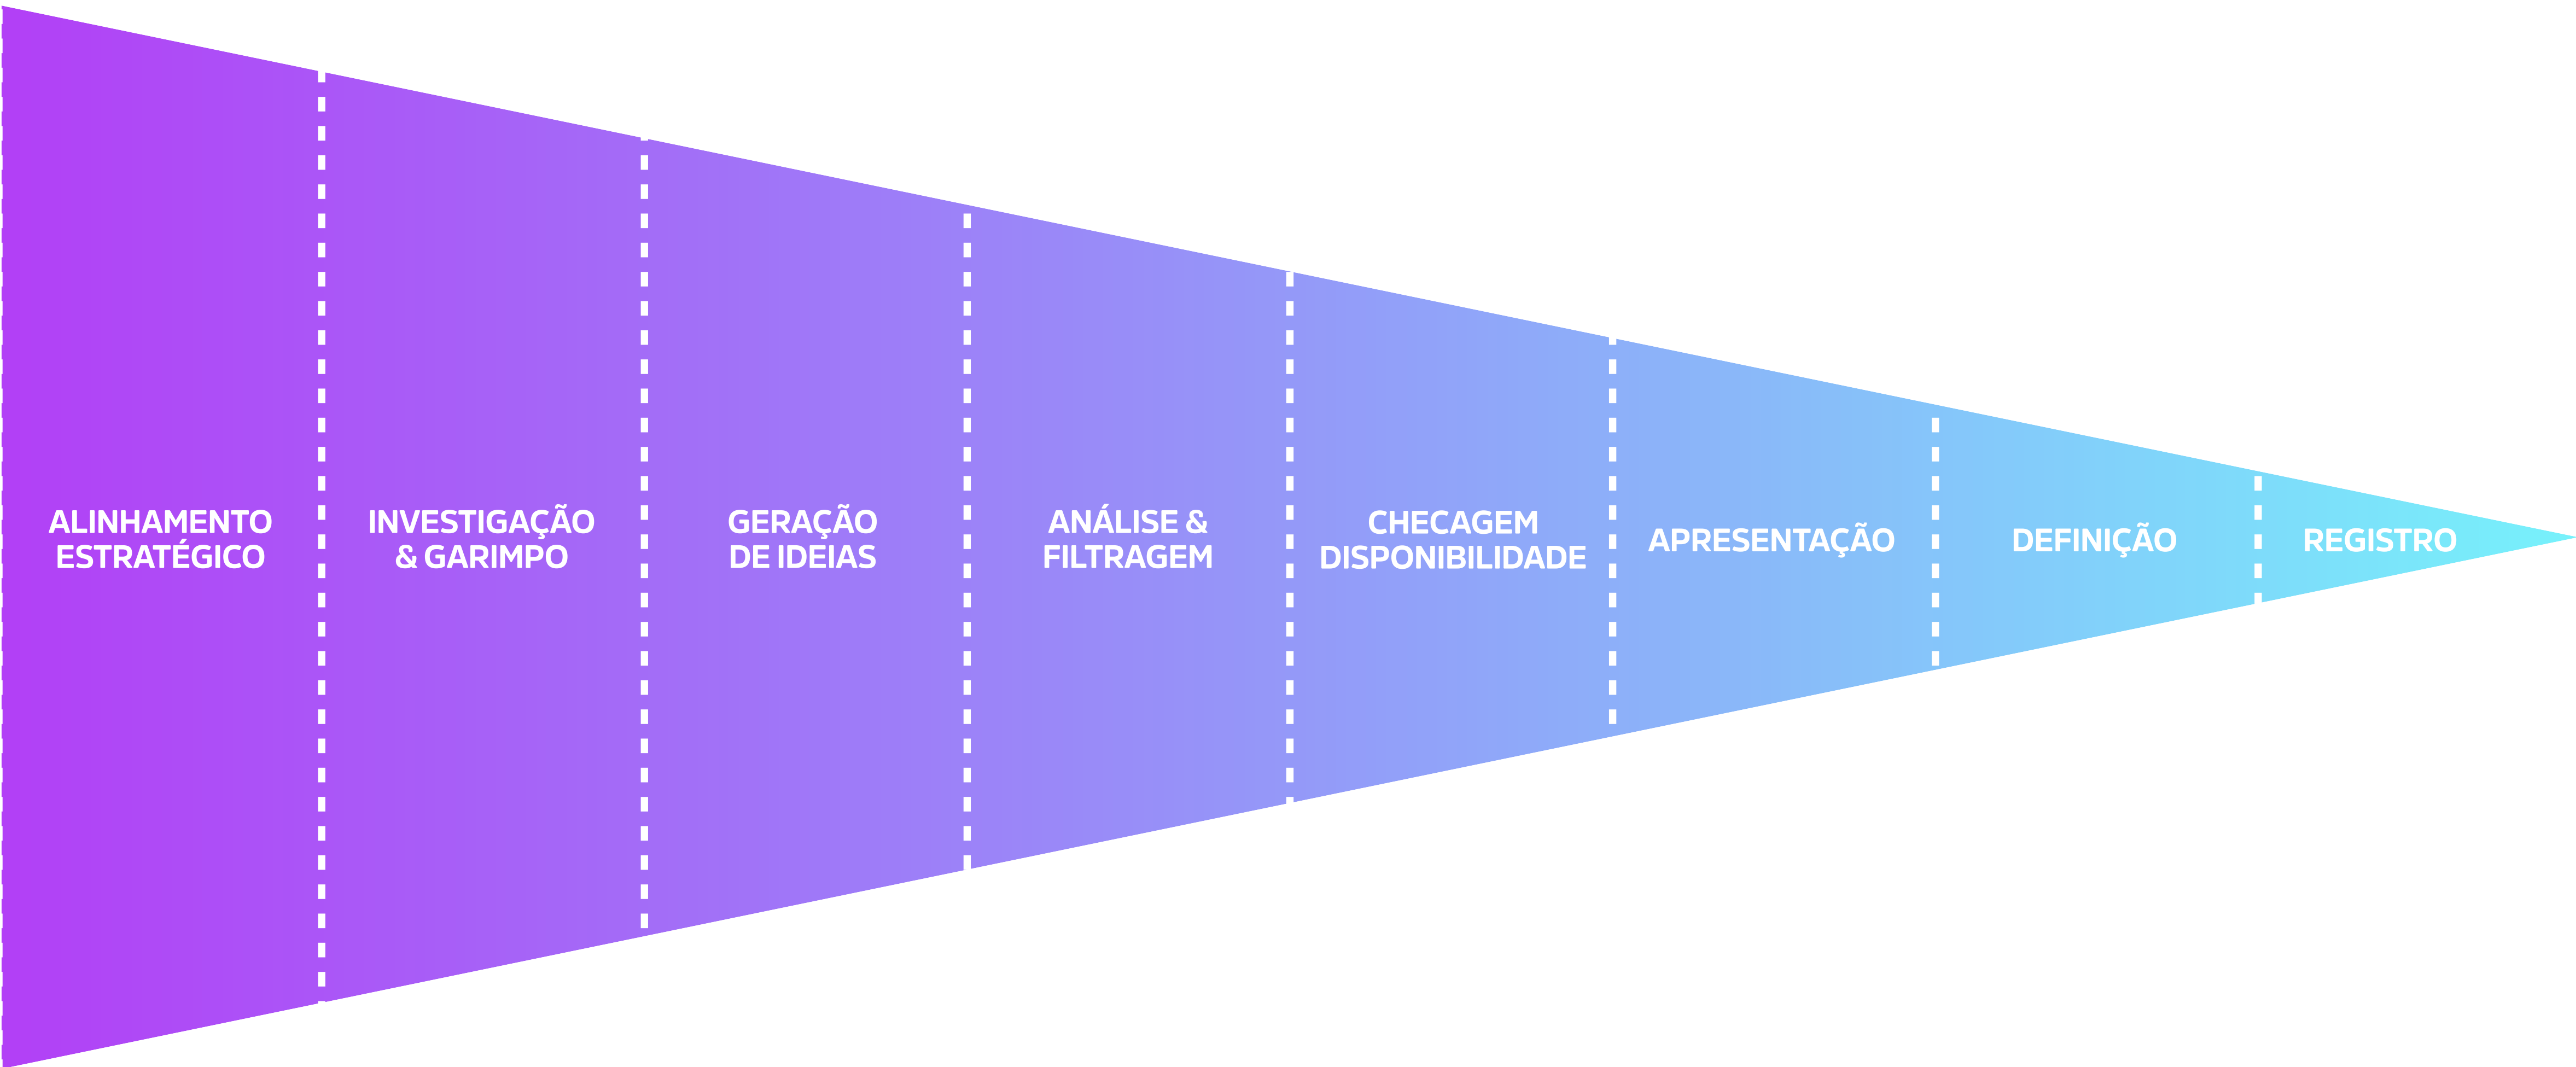 ALINHAMENTO
ESTRATÉGICO
INVESTIGAÇÃO
& GARIMPO
GERAÇÃO
DE IDEIAS
ANÁLISE &
FILTRAGEM
CHECAGEM
DISPONIBILIDADE
APRESENTAÇÃO
DEFINIÇÃO
REGISTRO